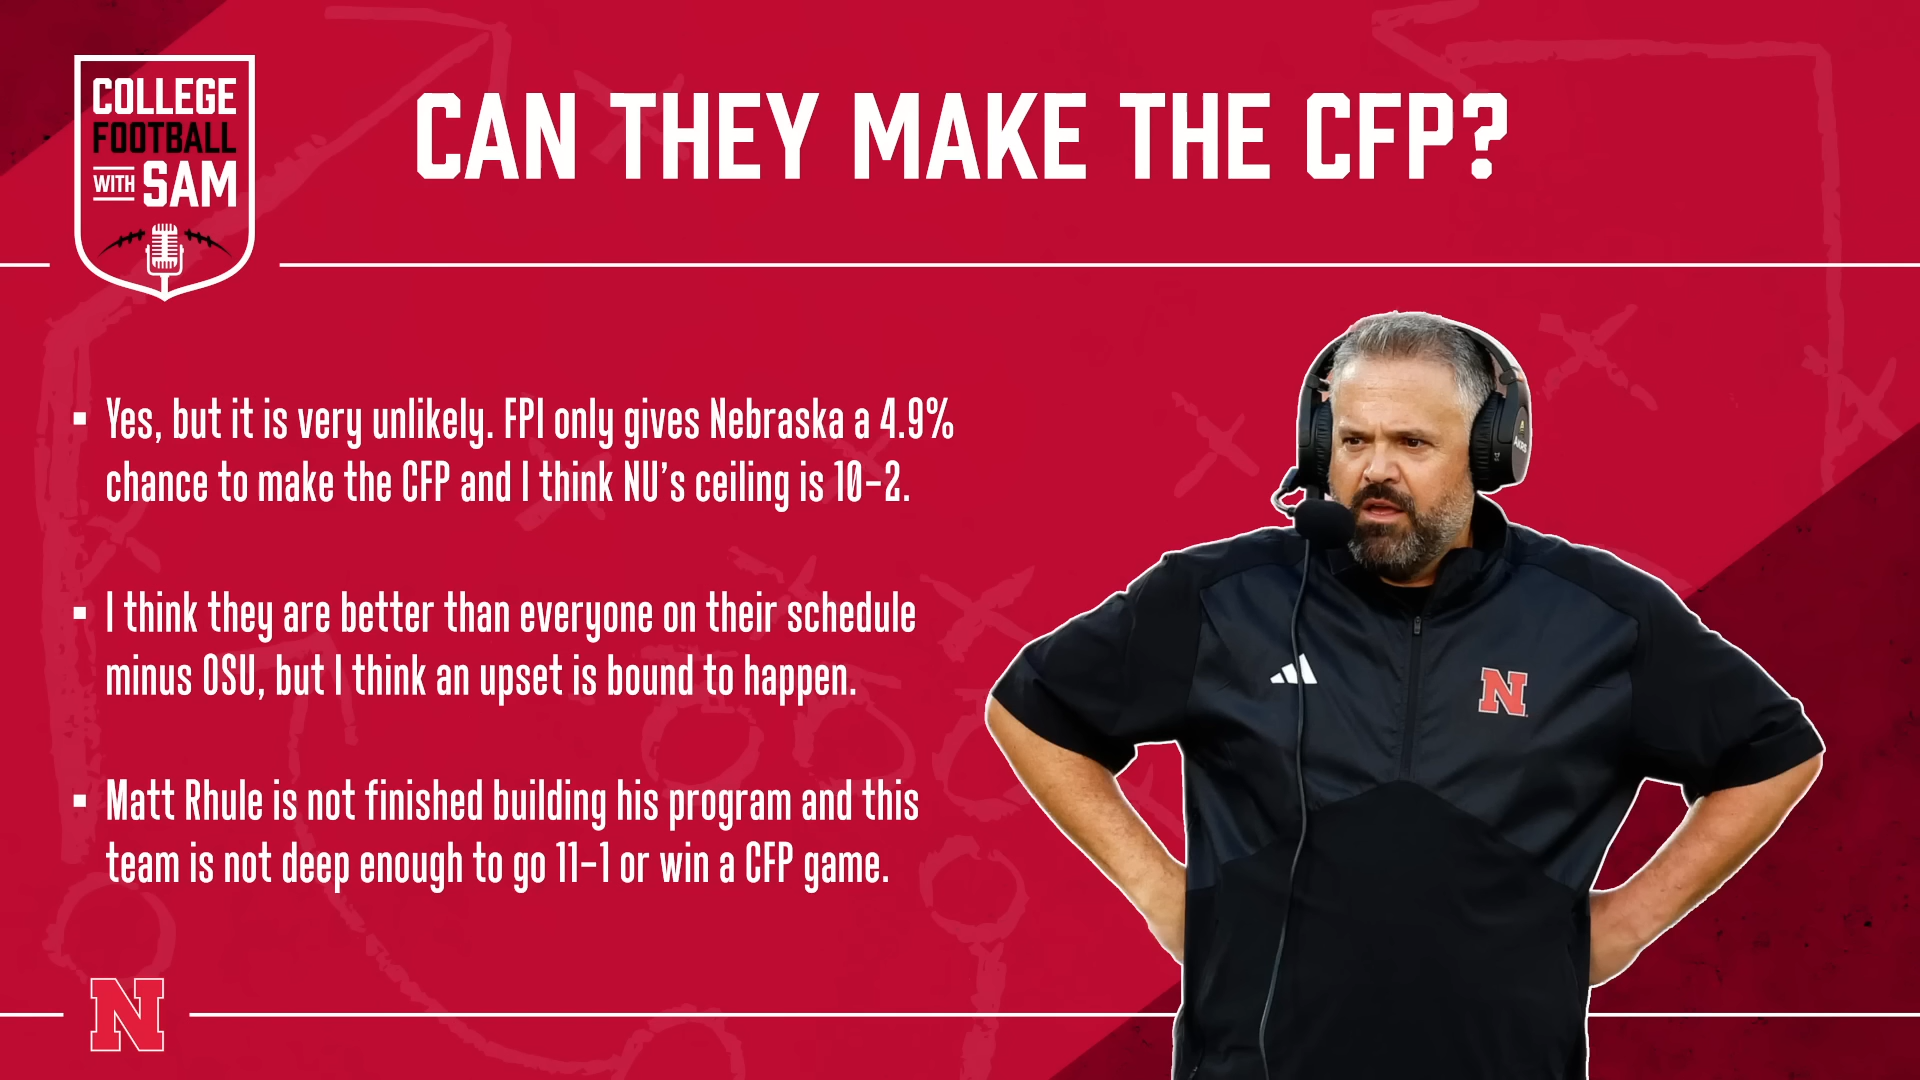 COLLEGE
FOOTBALL
WITH SAM
CAN THEY MAKE THE CFP?
▪ Yes, but it is very unlikely. FPI only gives Nebraska a 4.9%
chance to make the CFP and I think NU’s ceiling is 10-2.
▪ I think they are better than everyone on their schedule
minus OSU, but I think an upset is bound to happen.
▪ Matt Rhule is not finished building his program and this
team is not deep enough to go 11-1 or win a CFP game.
N
N